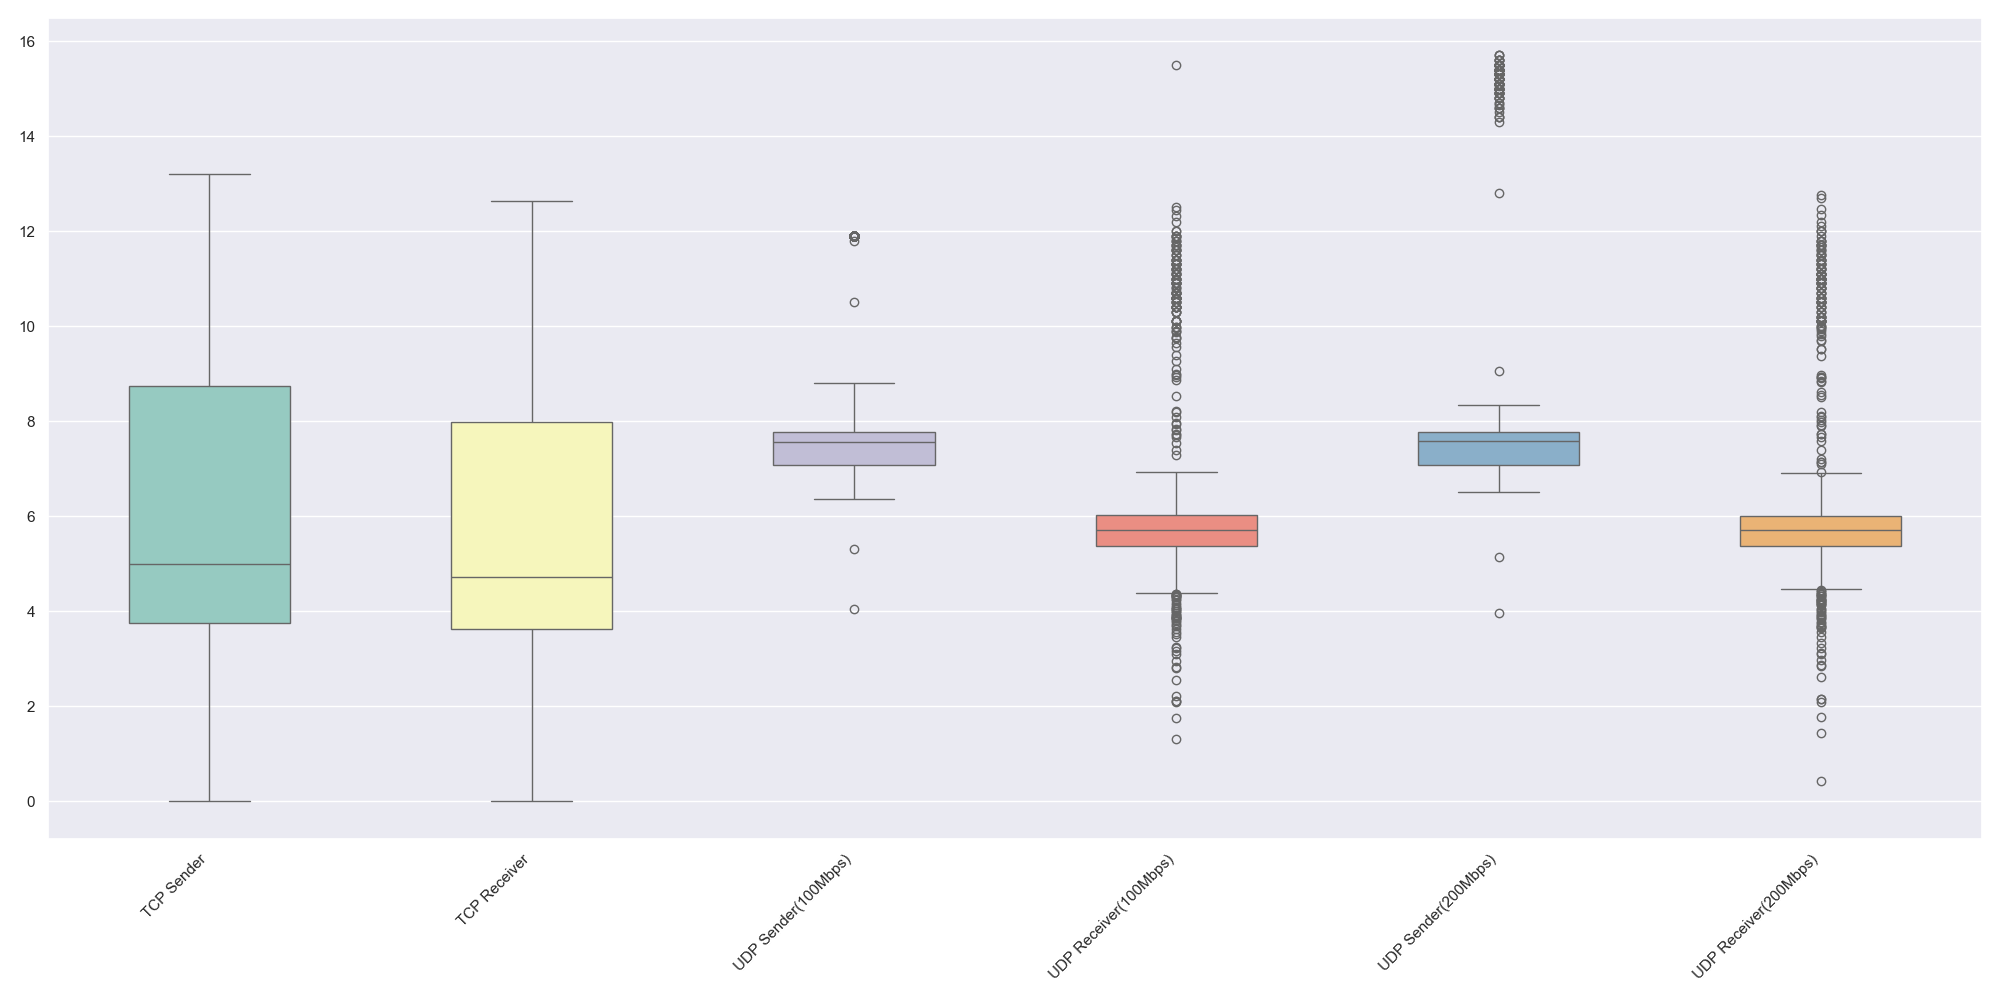 16
14
12
10
8
6
4
2
0
TCP Sender
TCP Receiver
UDP Sender(100Mbps)
UDP Receiver(100Mbps)
UDP Sender(200Mbps)
UDP Receiver(200Mbps)